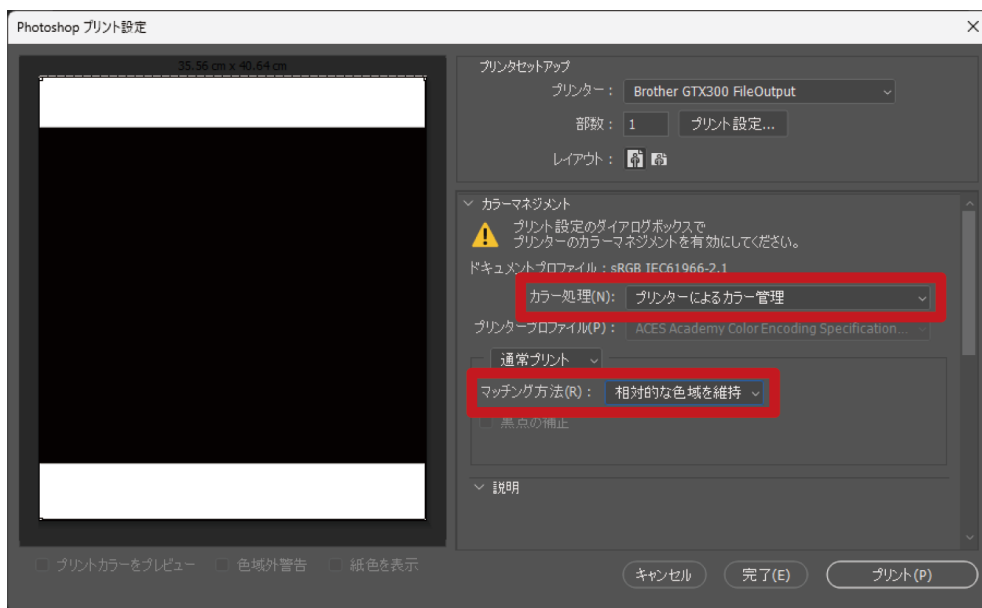 Photoshop プリント設定
35.56 cm x 40.64 cm
プリンタセットアップ
プリンター： Brother GTX300 FileOutput
部数： 1 プリント設定...
レイアウト：
カラーマネジメント
プリント設定のダイアログボックスで
プリンターのカラーマネジメントを有効にしてください。
ドキュメントプロファイル : sRGB IEC61966-2.1
カラー処理(N): プリンターによるカラー管理
プリンタープロファイル(P)： ACES Academy Color Encoding Specification...
通常プリント
マッチング方法(R)： 相対的な色域を維持
黒点の補正
説明
プリントカラーをプレビュー 色域外警告 紙色を表示
キャンセル 完了(E) プリント(P)